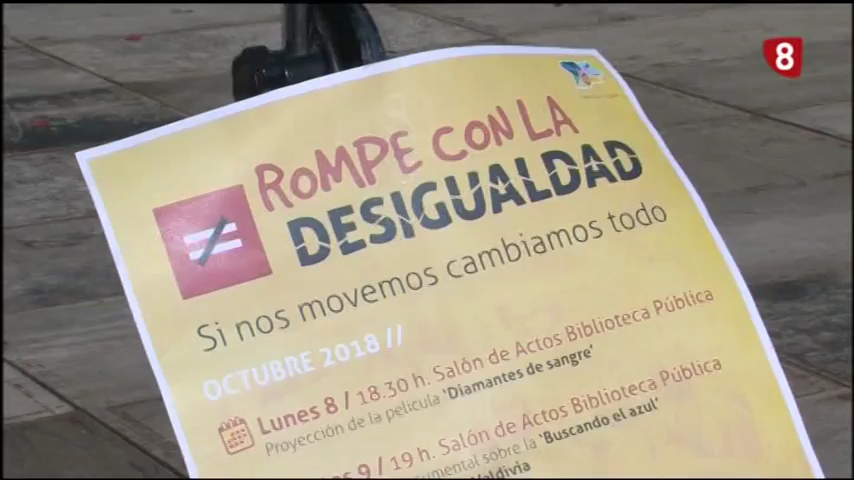 8
ROMPE CON LA
DESIGUALDAD
≠
Si nos movemos cambiamos todo
OCTUBRE 2018 //
Lunes 8 / 18.30 h. Salón de Actos Biblioteca Pública
Proyección de la película 'Diamantes de sangre'
9 / 19 h. Salón de Actos Biblioteca Pública
sobre la 'Buscando el azul'
Valdivia